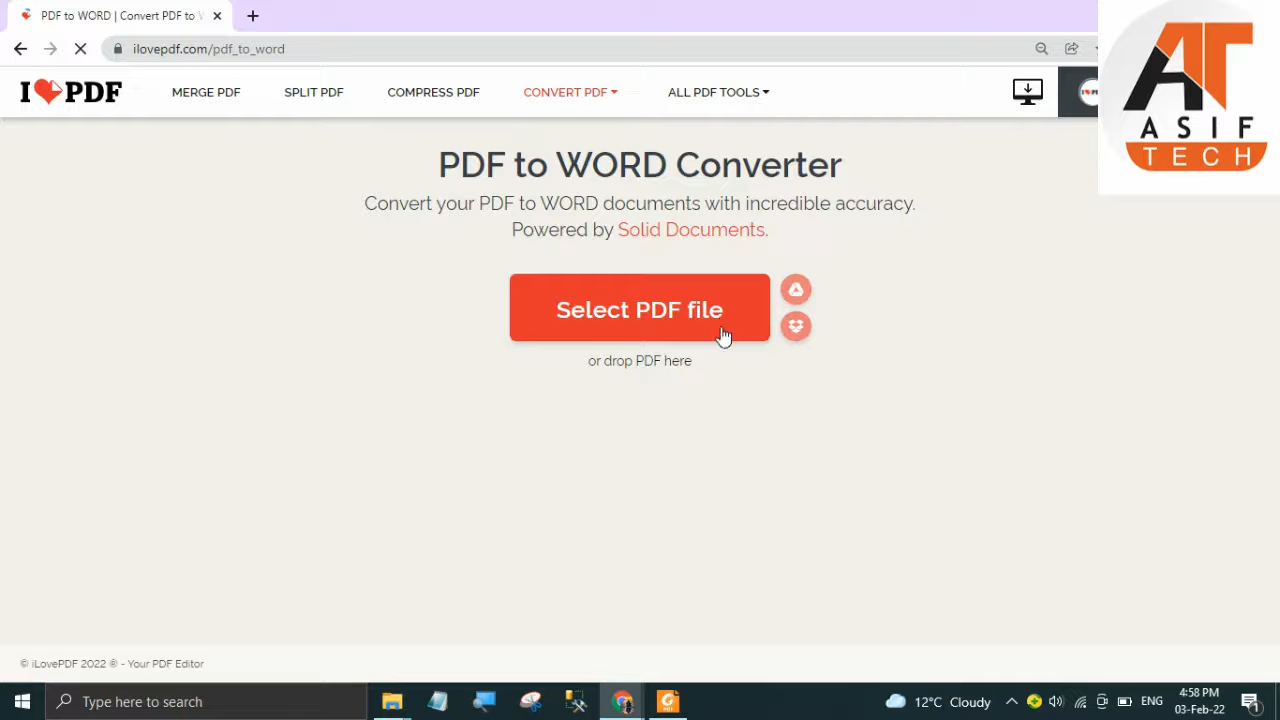 PDF to WORD | Convert PDF to W
ilovepdf.com/pdf_to_word
I PDF
MERGE PDF
SPLIT PDF
COMPRESS PDF
CONVERT PDF
ALL PDF TOOLS
AT
ASIF
TECH
PDF to WORD Converter
Convert your PDF to WORD documents with incredible accuracy.
Powered by Solid Documents.
Select PDF file
or drop PDF here
© iLovePDF 2022 ® - Your PDF Editor
Type here to search
12°C Cloudy
ENG
4:58 PM
03-Feb-22